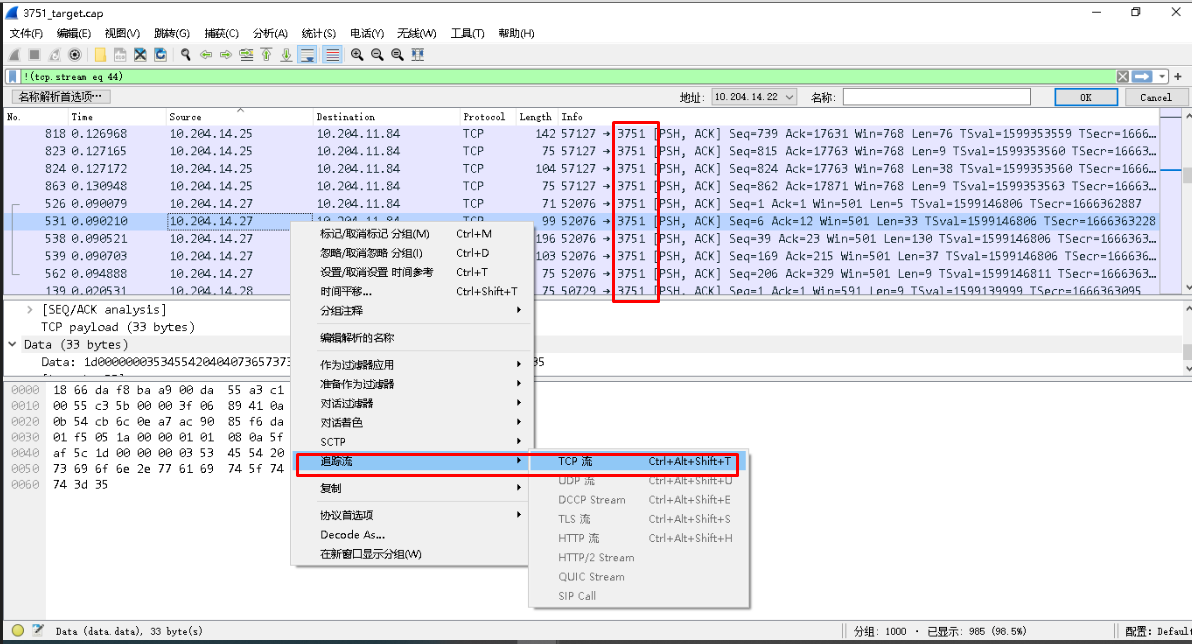 3751_target.cap
文件(F) 编辑(E) 视图(V) 跳转(G) 捕获(C) 分析(A) 统计(S) 电话(Y) 无线(W) 工具(T) 帮助(H)
!(tcp.stream eq 44)
名称解析首选项… 地址: 10.204.14.22 名称: OK Cancel
No. Time Source Destination Protocol Length Info
818 0.126968 10.204.14.25 10.204.11.84 TCP 142 57127 → 3751 [PSH, ACK] Seq=739 Ack=17631 Win=768 Len=76 TSval=1599353559 TSecr=1666…
823 0.127165 10.204.14.25 10.204.11.84 TCP 75 57127 → 3751 [PSH, ACK] Seq=815 Ack=17763 Win=768 Len=9 TSval=1599353560 TSecr=16663…
824 0.127172 10.204.14.25 10.204.11.84 TCP 104 57127 → 3751 [PSH, ACK] Seq=824 Ack=17763 Win=768 Len=38 TSval=1599353560 TSecr=1666…
863 0.130948 10.204.14.25 10.204.11.84 TCP 75 57127 → 3751 [PSH, ACK] Seq=862 Ack=17871 Win=768 Len=9 TSval=1599353563 TSecr=16663…
526 0.090079 10.204.14.27 10.204.11.84 TCP 71 52076 → 3751 [PSH, ACK] Seq=1 Ack=1 Win=501 Len=5 TSval=1599146806 TSecr=1666362887
531 0.090210 10.204.14.27 10.204.11.84 TCP 99 52076 → 3751 [PSH, ACK] Seq=6 Ack=12 Win=501 Len=33 TSval=1599146806 TSecr=1666363228
538 0.090521 10.204.14.27 196 52076 → 3751 [PSH, ACK] Seq=39 Ack=23 Win=501 Len=130 TSval=1599146806 TSecr=1666363…
539 0.090703 10.204.14.27 103 52076 → 3751 [PSH, ACK] Seq=169 Ack=215 Win=501 Len=37 TSval=1599146806 TSecr=166636…
562 0.094888 10.204.14.27 75 52076 → 3751 [PSH, ACK] Seq=206 Ack=329 Win=501 Len=9 TSval=1599146811 TSecr=1666363…
139 0.020531 10.204.14.28 75 50729 → 3751 [PSH, ACK] Seq=1 Ack=1 Win=591 Len=9 TSval=1599139999 TSecr=1666363095
标记/取消标记 分组(M) Ctrl+M
忽略/取消忽略 分组(I) Ctrl+D
设置/取消设置 时间参考 Ctrl+T
时间平移… Ctrl+Shift+T
分组注释
编辑解析的名称
作为过滤器应用
准备作为过滤器
对话过滤器
对话着色
SCTP
追踪流
复制
协议首选项
Decode As...
在新窗口显示分组(W)
TCP 流 Ctrl+Alt+Shift+T
UDP 流 Ctrl+Alt+Shift+U
DCCP Stream Ctrl+Alt+Shift+E
TLS 流 Ctrl+Alt+Shift+S
HTTP 流 Ctrl+Alt+Shift+H
HTTP/2 Stream
QUIC Stream
SIP Call
[SEQ/ACK analysis]
TCP payload (33 bytes)
Data (33 bytes)
Data: 1d0000000353455420404073657373 35
0000 18 66 da f8 ba a9 00 da 55 a3 c1
0010 00 55 c3 5b 00 00 3f 06 89 41 0a
0020 0b 54 cb 6c 0e a7 ac 90 85 f6 da
0030 01 f5 05 1a 00 00 01 01 08 0a 5f
0040 af 5c 1d 00 00 00 03 53 45 54 20
0050 73 69 6f 6e 2e 77 61 69 74 5f 74
0060 74 3d 35
Data (data.data), 33 byte(s) 分组: 1000 · 已显示: 985 (98.5%) 配置: Default